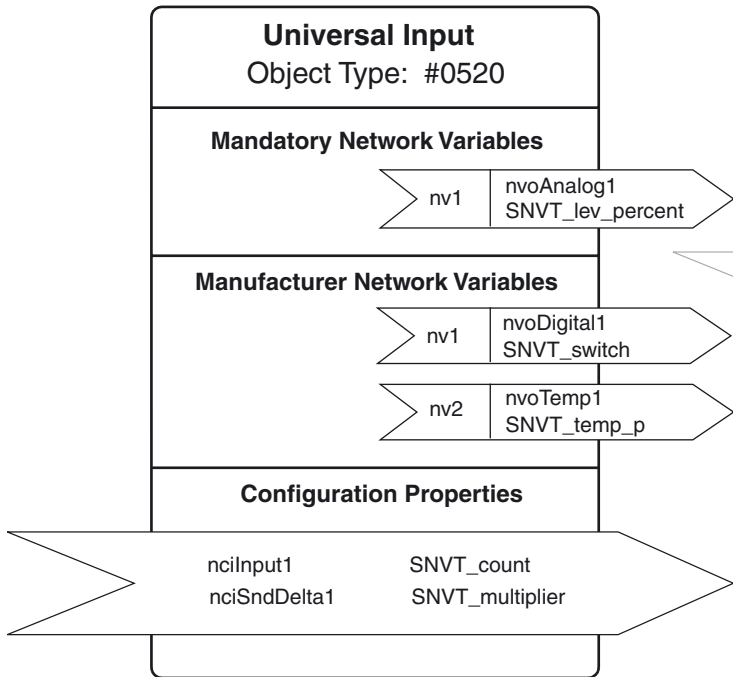 Universal Input
Object Type: #0520
Mandatory Network Variables
nv1
nvoAnalog1
SNVT_lev_percent
Manufacturer Network Variables
nv1
nvoDigital1
SNVT_switch
nv2
nvoTemp1
SNVT_temp_p
Configuration Properties
nciInput1 SNVT_count
nciSndDelta1 SNVT_multiplier